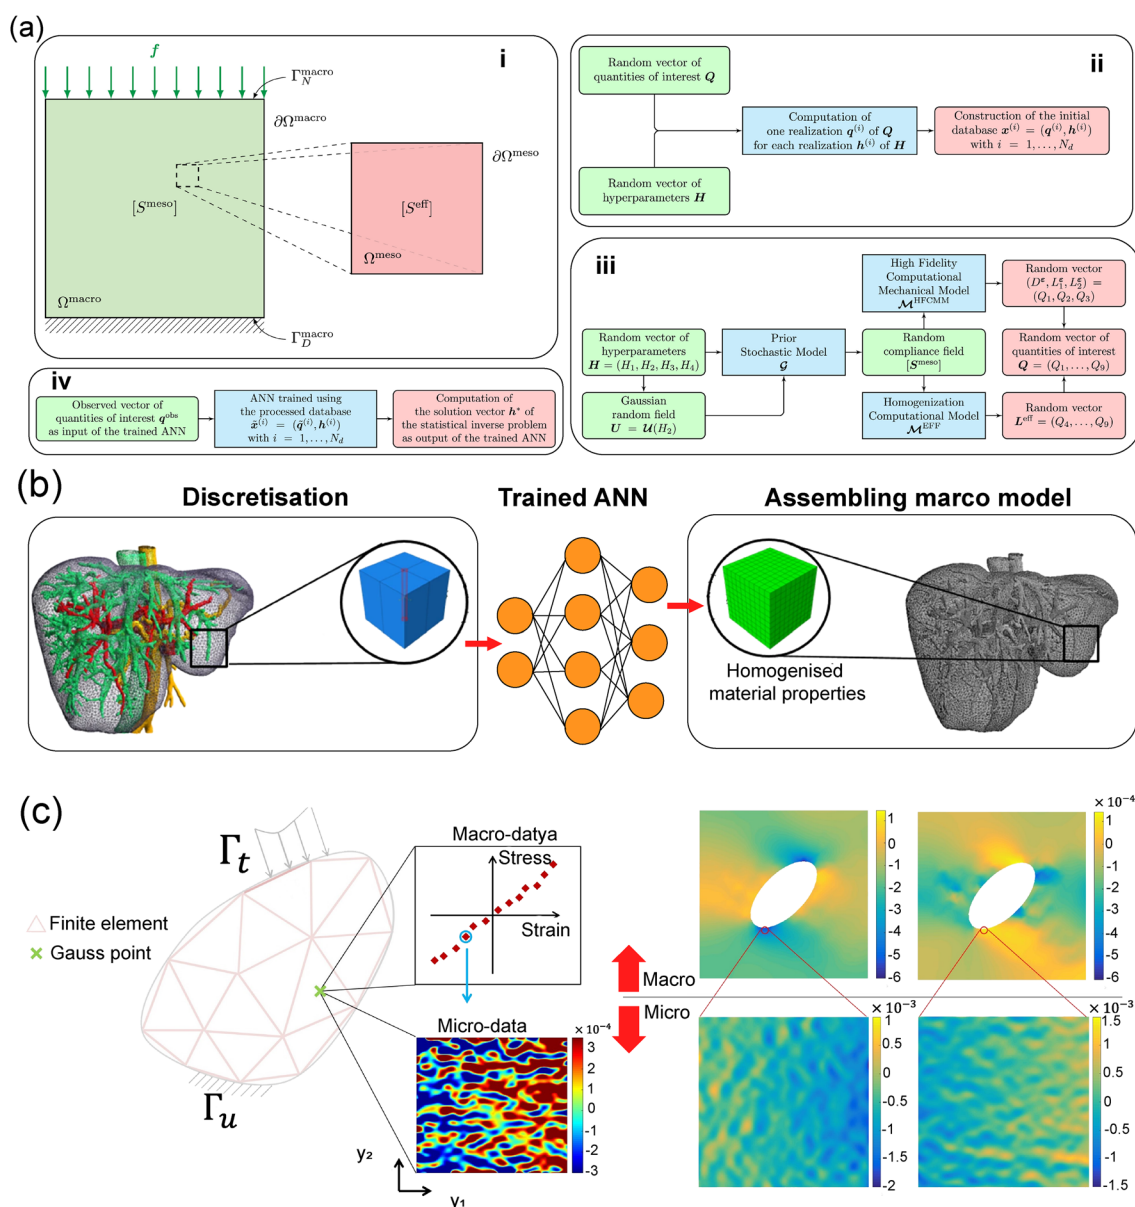 (a)
i
f
Γ_N^macro
∂Ω^macro
∂Ω^meso
[S^meso]
[S^eff]
Ω^meso
Ω^macro
Γ_D^macro
ii
Random vector of
quantities of interest Q
Computation of
one realization q^(i) of Q
for each realization h^(i) of H
Construction of the initial
database x^(i) = (q^(i), h^(i))
with i = 1, . . . , N_d
Random vector of
hyperparameters H
iii
High Fidelity
Computational
Mechanical Model
M^HFCMM
Random vector
(D^ε, L_1^ε, L_2^ε) =
(Q_1, Q_2, Q_3)
Random vector of
hyperparameters
H = (H_1, H_2, H_3, H_4)
Prior
Stochastic Model
G
Random
compliance field
[S^meso]
Random vector of
quantities of interest
Q = (Q_1, . . . , Q_9)
Gaussian
random field
U = U(H_2)
Homogenization
Computational Model
M^EFF
Random vector
L^eff = (Q_4, . . . , Q_9)
iv
Observed vector of
quantities of interest q^obs
as input of the trained ANN
ANN trained using
the processed database
x̃^(i) = (q̃^(i), h^(i))
with i = 1, . . . , N_d
Computation of
the solution vector h* of
the statistical inverse problem
as output of the trained ANN
(b)
Discretisation
Trained ANN
Assembling marco model
Homogenised
material properties
(c)
Γ_t
Finite element
Gauss point
Γ_u
Macro-datya
Stress
Strain
Micro-data
×10^-4
3
2
1
0
-1
-2
-3
y_2
y_1
Macro
Micro
1
0
-1
-2
-3
-4
-5
-6
×10^-4
1
0
-1
-2
-3
-4
-5
-6
×10^-3
1
0.5
0
-0.5
-1
-1.5
-2
×10^-3
1.5
1
0.5
0
-0.5
-1
-1.5